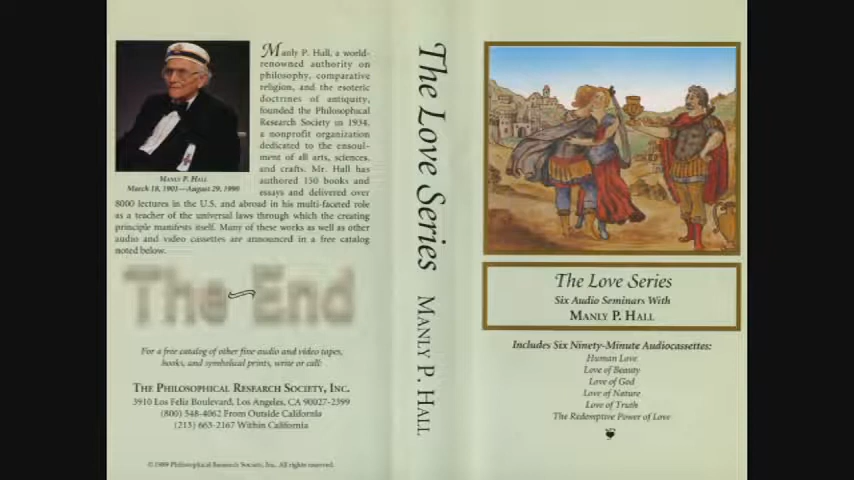 Manly P. Hall, a world-
renowned authority on
philosophy, comparative
religion, and the esoteric
doctrines of antiquity,
founded the Philosophical
Research Society in 1934,
a nonprofit organization
dedicated to the ensoul-
ment of all arts, sciences,
and crafts. Mr. Hall has
authored 150 books and
essays and delivered over
8000 lectures in the U.S. and abroad in his multi-faceted role
as a teacher of the universal laws through which the creating
principle manifests itself. Many of these works as well as other
audio and video cassettes are announced in a free catalog
noted below.
MANLY P. HALL
March 18, 1901—August 29, 1990
The End
For a free catalog of other fine audio and video tapes,
books, and symbolical prints, write or call:
THE PHILOSOPHICAL RESEARCH SOCIETY, INC.
3910 Los Feliz Boulevard, Los Angeles, CA 90027-2399
(800) 548-4062 From Outside California
(213) 663-2167 Within California
© 1989 Philosophical Research Society, Inc. All rights reserved.
The Love Series MANLY P. HALL
The Love Series
Six Audio Seminars With
MANLY P. HALL
Includes Six Ninety-Minute Audiocassettes:
Human Love
Love of Beauty
Love of God
Love of Nature
Love of Truth
The Redemptive Power of Love